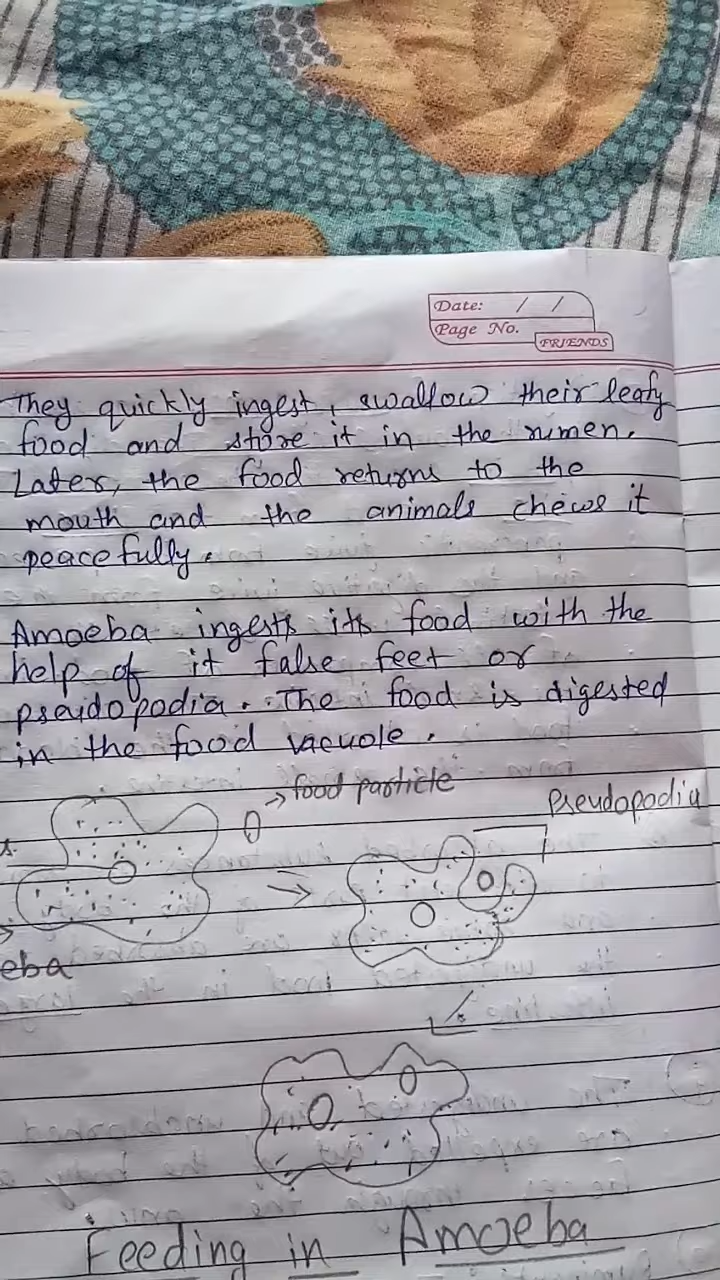 Date: / /
Page No.
FRIENDS
They quickly ingest, swallow their leafy
food and store it in the rumen.
Later, the food returns to the
mouth and the animals chews it
peacefully.
Amoeba ingests its food with the
help of it false feet or
pseudopodia. The food is digested
in the food vacuole.
→ food particle
Pseudopodia
eba
Feeding in Amoeba